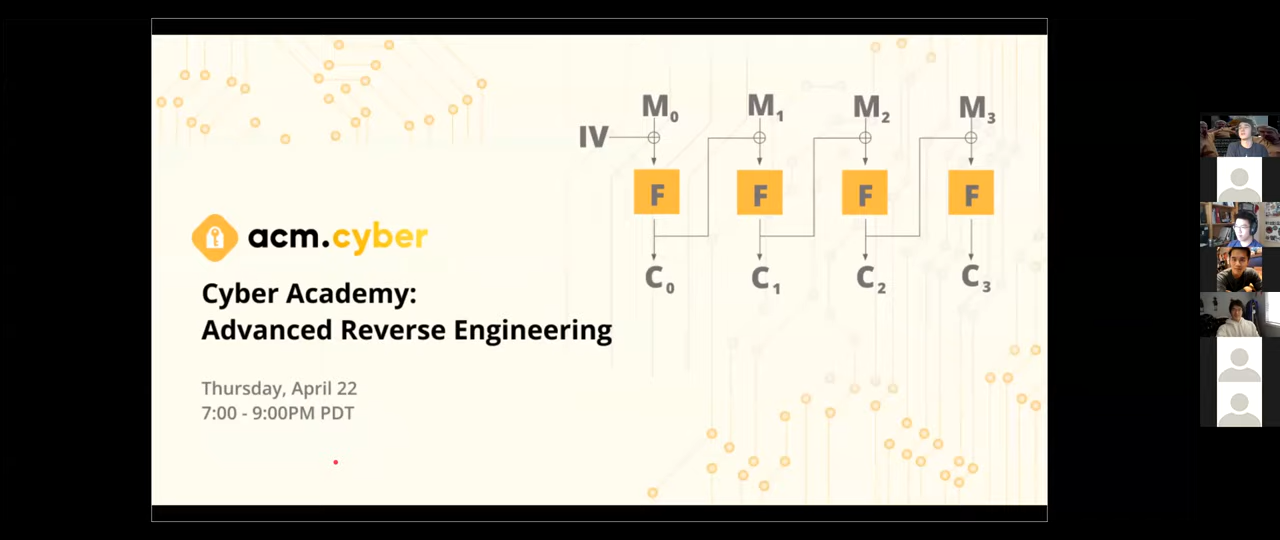 M0 M1 M2 M3
IV
F F F F
C0 C1 C2 C3
acm.cyber
Cyber Academy:
Advanced Reverse Engineering
Thursday, April 22
7:00 - 9:00PM PDT